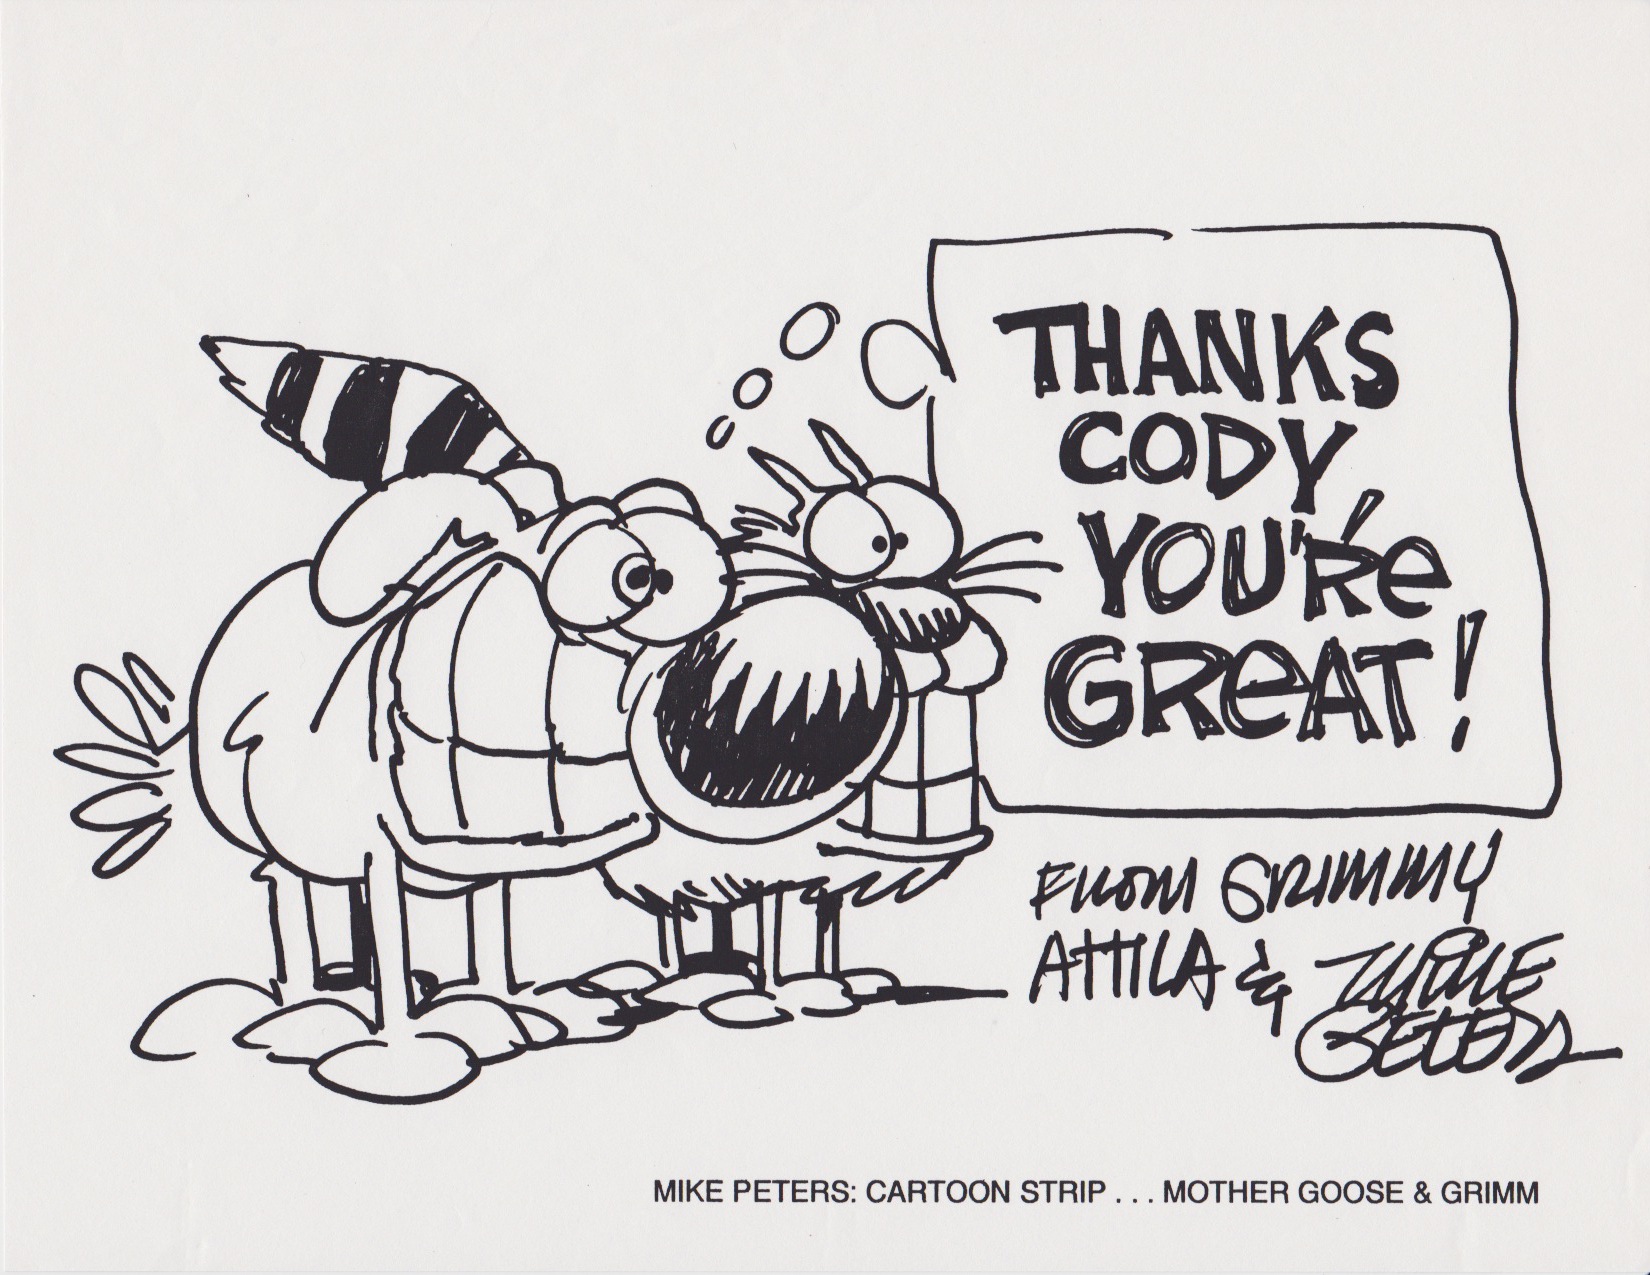 THANKS
CODY,
YOU'RE
GREAT!
FROM GRIMMY
ATTILA & MIKE
PETERS
MIKE PETERS: CARTOON STRIP . . . MOTHER GOOSE & GRIMM